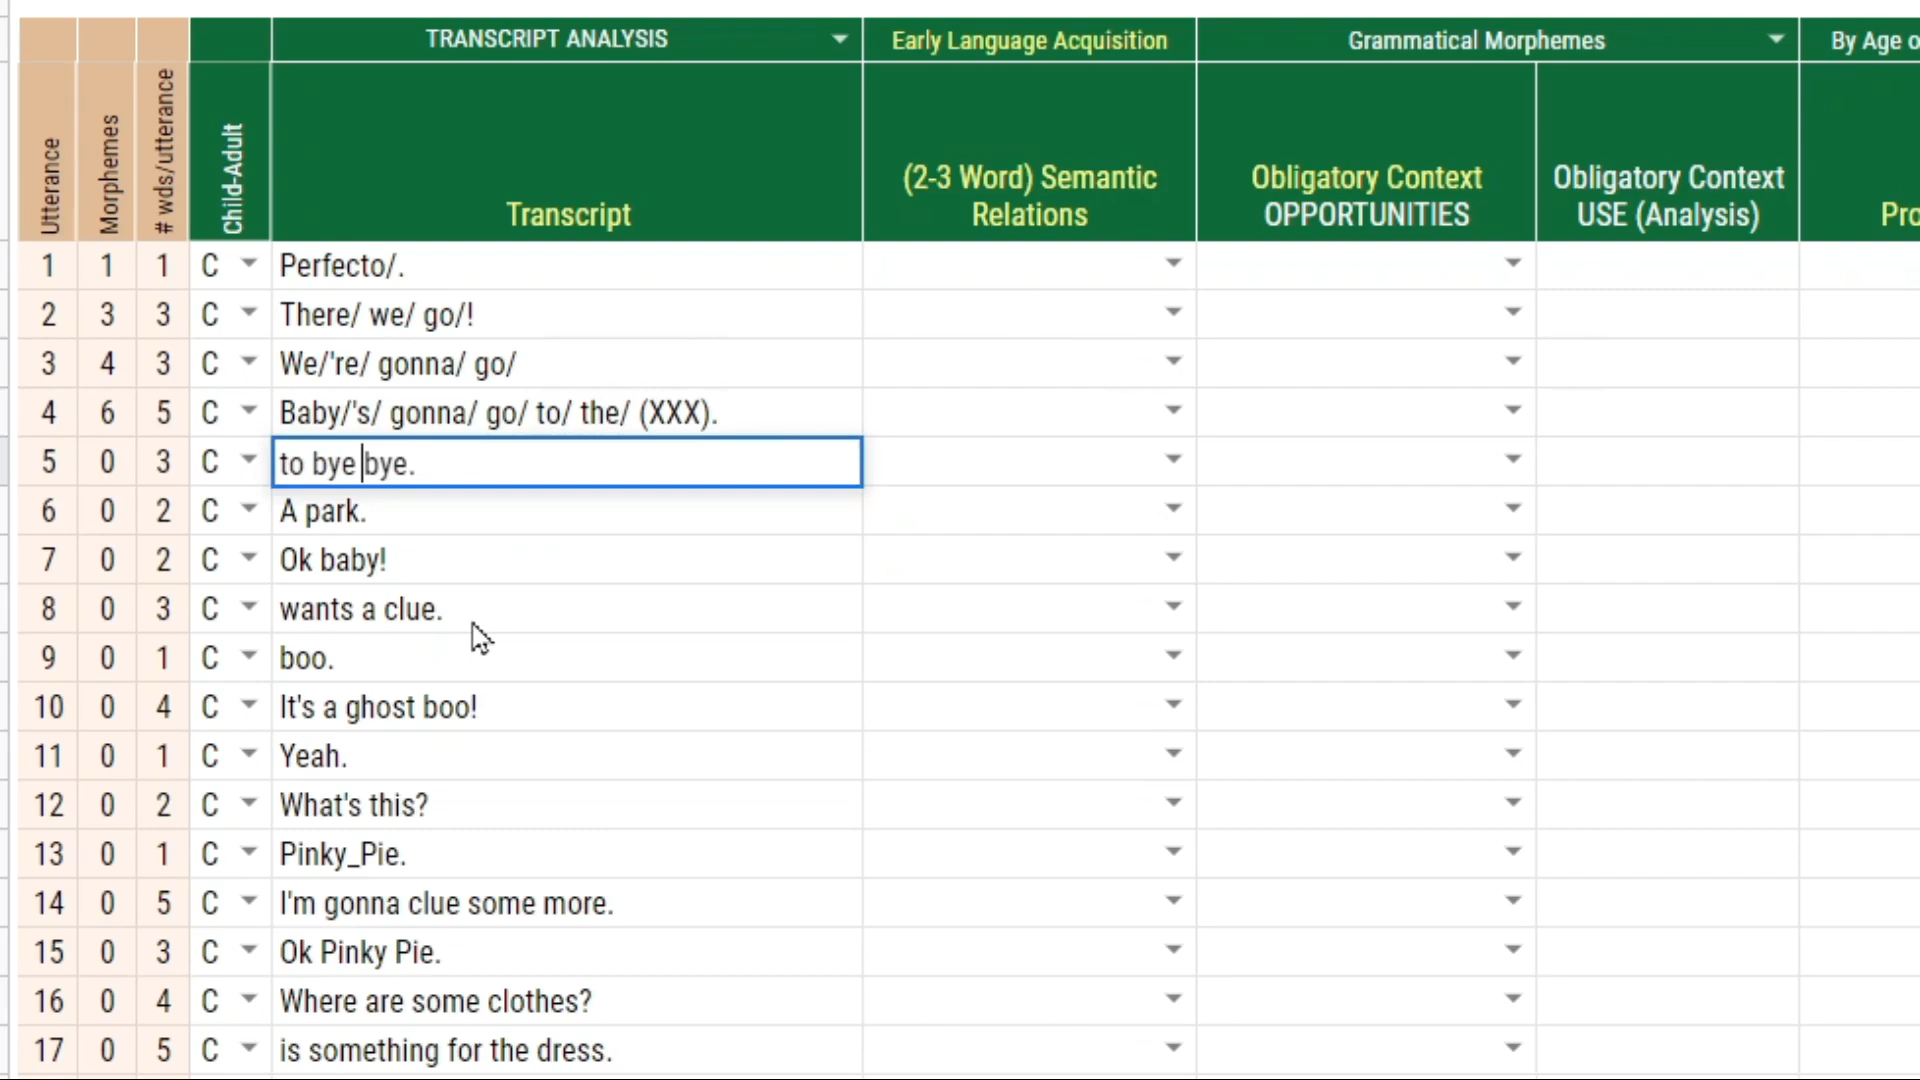 TRANSCRIPT ANALYSIS Early Language Acquisition Grammatical Morphemes By Age o
Utterance Morphemes # wds/utterance Child-Adult Transcript (2-3 Word) Semantic Relations Obligatory Context OPPORTUNITIES Obligatory Context USE (Analysis) Pro
1 1 1 C Perfecto/.
2 3 3 C There/ we/ go/!
3 4 3 C We/'re/ gonna/ go/
4 6 5 C Baby/'s/ gonna/ go/ to/ the/ (XXX).
5 0 3 C to bye bye.
6 0 2 C A park.
7 0 2 C Ok baby!
8 0 3 C wants a clue.
9 0 1 C boo.
10 0 4 C It's a ghost boo!
11 0 1 C Yeah.
12 0 2 C What's this?
13 0 1 C Pinky_Pie.
14 0 5 C I'm gonna clue some more.
15 0 3 C Ok Pinky Pie.
16 0 4 C Where are some clothes?
17 0 5 C is something for the dress.